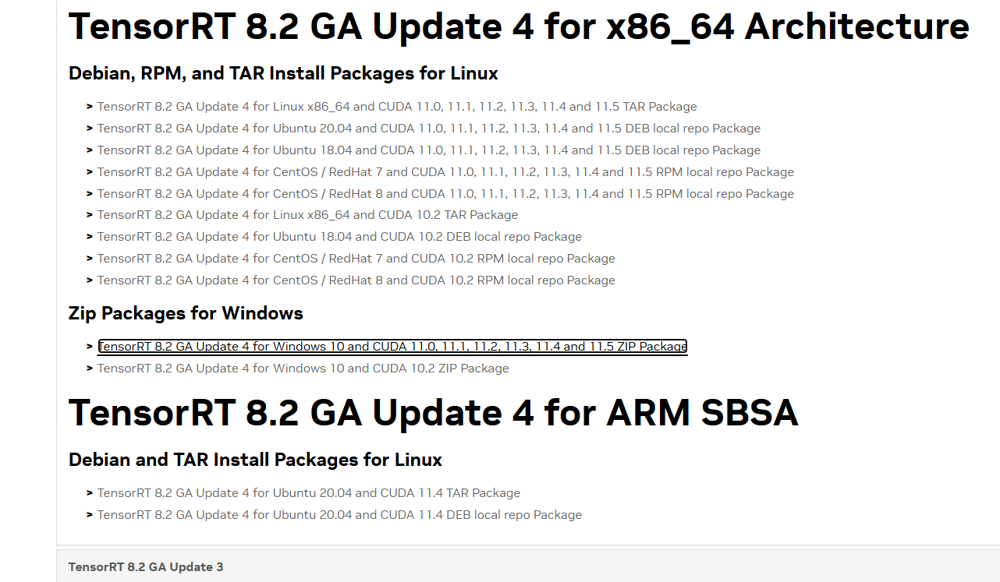 TensorRT 8.2 GA Update 4 for x86_64 Architecture
Debian, RPM, and TAR Install Packages for Linux
> TensorRT 8.2 GA Update 4 for Linux x86_64 and CUDA 11.0, 11.1, 11.2, 11.3, 11.4 and 11.5 TAR Package
> TensorRT 8.2 GA Update 4 for Ubuntu 20.04 and CUDA 11.0, 11.1, 11.2, 11.3, 11.4 and 11.5 DEB local repo Package
> TensorRT 8.2 GA Update 4 for Ubuntu 18.04 and CUDA 11.0, 11.1, 11.2, 11.3, 11.4 and 11.5 DEB local repo Package
> TensorRT 8.2 GA Update 4 for CentOS / RedHat 7 and CUDA 11.0, 11.1, 11.2, 11.3, 11.4 and 11.5 RPM local repo Package
> TensorRT 8.2 GA Update 4 for CentOS / RedHat 8 and CUDA 11.0, 11.1, 11.2, 11.3, 11.4 and 11.5 RPM local repo Package
> TensorRT 8.2 GA Update 4 for Linux x86_64 and CUDA 10.2 TAR Package
> TensorRT 8.2 GA Update 4 for Ubuntu 18.04 and CUDA 10.2 DEB local repo Package
> TensorRT 8.2 GA Update 4 for CentOS / RedHat 7 and CUDA 10.2 RPM local repo Package
> TensorRT 8.2 GA Update 4 for CentOS / RedHat 8 and CUDA 10.2 RPM local repo Package
Zip Packages for Windows
> TensorRT 8.2 GA Update 4 for Windows 10 and CUDA 11.0, 11.1, 11.2, 11.3, 11.4 and 11.5 ZIP Package
> TensorRT 8.2 GA Update 4 for Windows 10 and CUDA 10.2 ZIP Package
TensorRT 8.2 GA Update 4 for ARM SBSA
Debian and TAR Install Packages for Linux
> TensorRT 8.2 GA Update 4 for Ubuntu 20.04 and CUDA 11.4 TAR Package
> TensorRT 8.2 GA Update 4 for Ubuntu 20.04 and CUDA 11.4 DEB local repo Package
TensorRT 8.2 GA Update 3